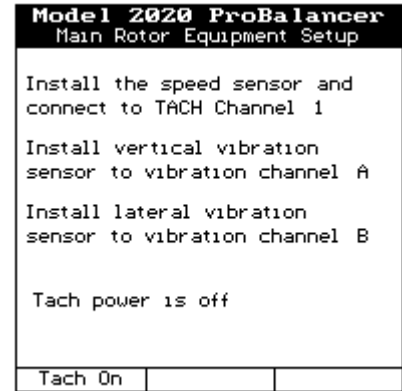 Model 2020 ProBalancer
Main Rotor Equipment Setup
Install the speed sensor and
connect to TACH Channel 1
Install vertical vibration
sensor to vibration channel A
Install lateral vibration
sensor to vibration channel B
Tach power is off
Tach On